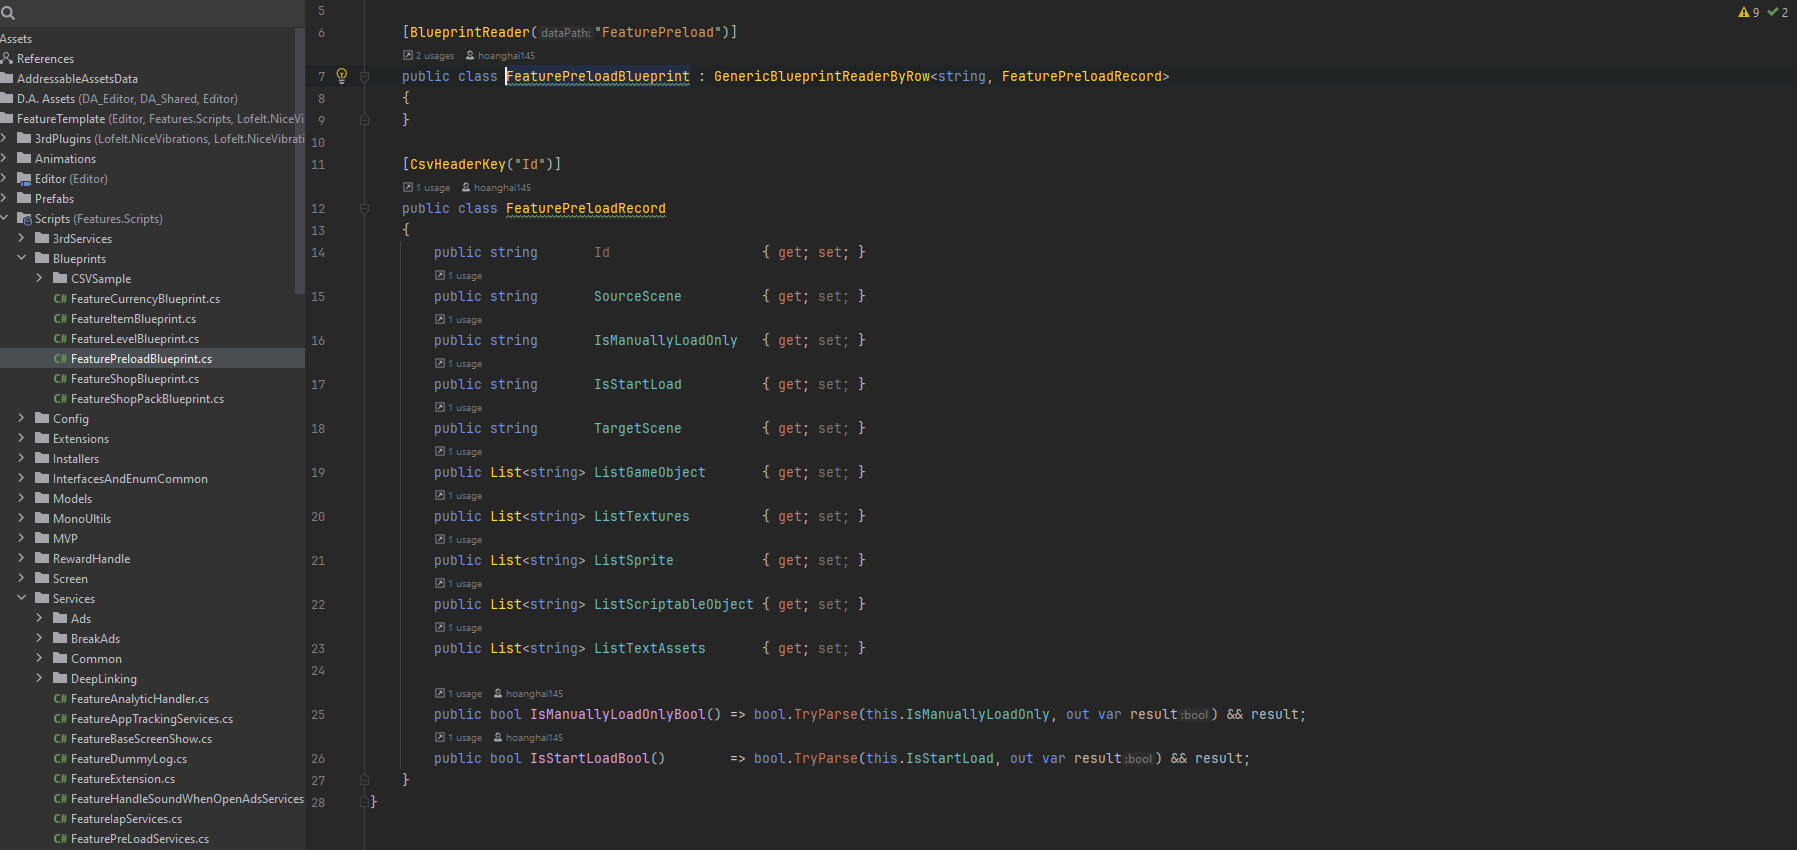 Assets
References
AddressableAssetsData
D.A. Assets (DA_Editor, DA_Shared, Editor)
FeatureTemplate (Editor, Features.Scripts, Lofelt.NiceVi
3rdPlugins (Lofelt.NiceVibrations, Lofelt.NiceVibrati
Animations
Editor (Editor)
Prefabs
Scripts (Features.Scripts)
3rdServices
Blueprints
CSVSample
C# FeatureCurrencyBlueprint.cs
C# FeatureItemBlueprint.cs
C# FeatureLevelBlueprint.cs
C# FeaturePreloadBlueprint.cs
C# FeatureShopBlueprint.cs
C# FeatureShopPackBlueprint.cs
Config
Extensions
Installers
InterfacesAndEnumCommon
Models
MonoUltils
MVP
RewardHandle
Screen
Services
Ads
BreakAds
Common
DeepLinking
C# FeatureAnalyticHandler.cs
C# FeatureAppTrackingServices.cs
C# FeatureBaseScreenShow.cs
C# FeatureDummyLog.cs
C# FeatureExtension.cs
C# FeatureHandleSoundWhenOpenAdsServices
C# FeatureIapServices.cs
C# FeaturePreLoadServices.cs
9 2
5
6 [BlueprintReader( dataPath: "FeaturePreload")]
2 usages hoanghai145
7 public class FeaturePreloadBlueprint : GenericBlueprintReaderByRow<string, FeaturePreloadRecord>
8 {
9 }
10
11 [CsvHeaderKey("Id")]
1 usage hoanghai145
12 public class FeaturePreloadRecord
13 {
14 public string Id { get; set; }
1 usage
15 public string SourceScene { get; set; }
1 usage
16 public string IsManuallyLoadOnly { get; set; }
1 usage
17 public string IsStartLoad { get; set; }
1 usage
18 public string TargetScene { get; set; }
1 usage
19 public List<string> ListGameObject { get; set; }
1 usage
20 public List<string> ListTextures { get; set; }
1 usage
21 public List<string> ListSprite { get; set; }
1 usage
22 public List<string> ListScriptableObject { get; set; }
1 usage
23 public List<string> ListTextAssets { get; set; }
24
1 usage hoanghai145
25 public bool IsManuallyLoadOnlyBool() => bool.TryParse(this.IsManuallyLoadOnly, out var result :bool ) && result;
1 usage hoanghai145
26 public bool IsStartLoadBool() => bool.TryParse(this.IsStartLoad, out var result :bool ) && result;
27 }
28 }